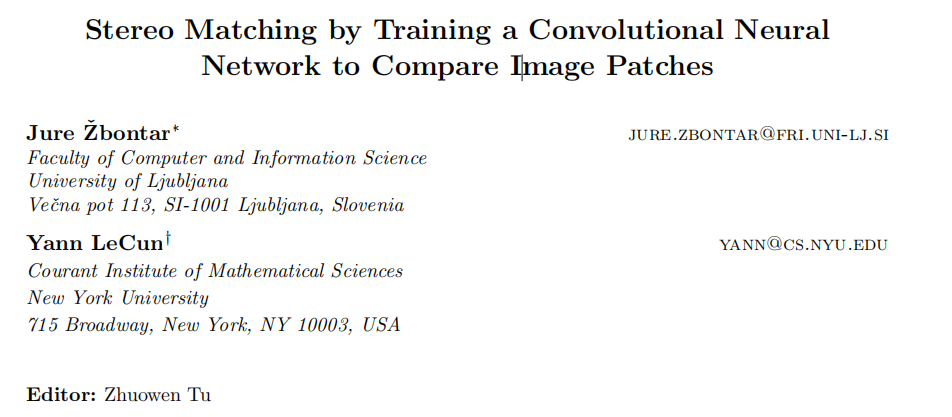 Stereo Matching by Training a Convolutional Neural
Network to Compare Image Patches
Jure Žbontar* JURE.ZBONTAR@FRI.UNI-LJ.SI
Faculty of Computer and Information Science
University of Ljubljana
Večna pot 113, SI-1001 Ljubljana, Slovenia
Yann LeCun† YANN@CS.NYU.EDU
Courant Institute of Mathematical Sciences
New York University
715 Broadway, New York, NY 10003, USA
Editor: Zhuowen Tu